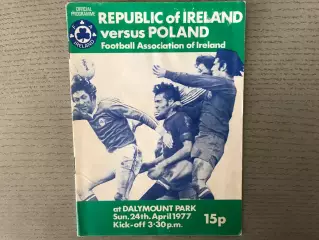 OFFICIAL
PROGRAMME
F A
IRELAND
REPUBLIC of IRELAND
versus POLAND
Football Association of Ireland
at DALYMOUNT PARK
Sun. 24th. April 1977
Kick-off 3·30 p.m.
15p